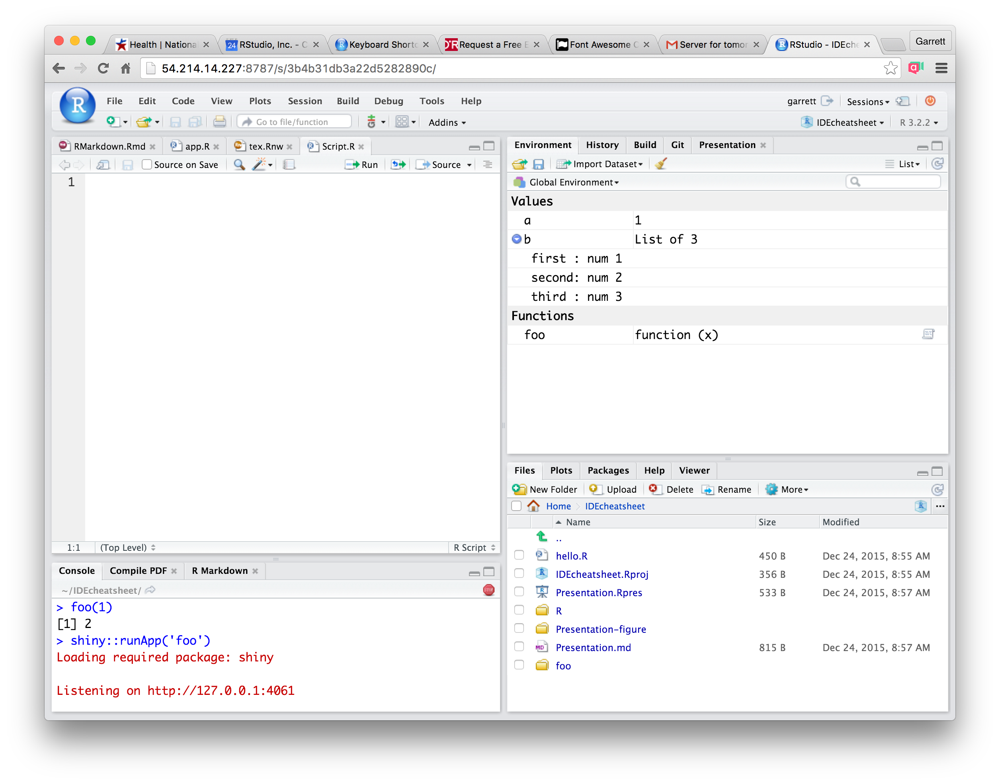 Health | Nationa
24 RStudio, Inc. - C
Keyboard Shortc
Request a Free E
Font Awesome C
Server for tomor
RStudio - IDEche
Garrett
54.214.14.227:8787/s/3b4b31db3a22d5282890c/
R File Edit Code View Plots Session Build Debug Tools Help
garrett Sessions
Go to file/function Addins
IDEcheatsheet R 3.2.2
RMarkdown.Rmd app.R tex.Rnw Script.R
Source on Save Run Source
1
1:1 (Top Level) R Script
Console Compile PDF R Markdown
~/IDEcheatsheet/
STOP
> foo(1)
[1] 2
> shiny::runApp('foo')
Loading required package: shiny
Listening on http://127.0.0.1:4061
Environment History Build Git Presentation
Import Dataset List
Global Environment
Values
a 1
b List of 3
first : num 1
second: num 2
third : num 3
Functions
foo function (x)
Files Plots Packages Help Viewer
New Folder Upload Delete Rename More
Home IDEcheatsheet ...
Name Size Modified
..
hello.R 450 B Dec 24, 2015, 8:55 AM
IDEcheatsheet.Rproj 356 B Dec 24, 2015, 8:55 AM
Presentation.Rpres 533 B Dec 24, 2015, 8:57 AM
R
Presentation-figure
MD Presentation.md 815 B Dec 24, 2015, 8:57 AM
foo